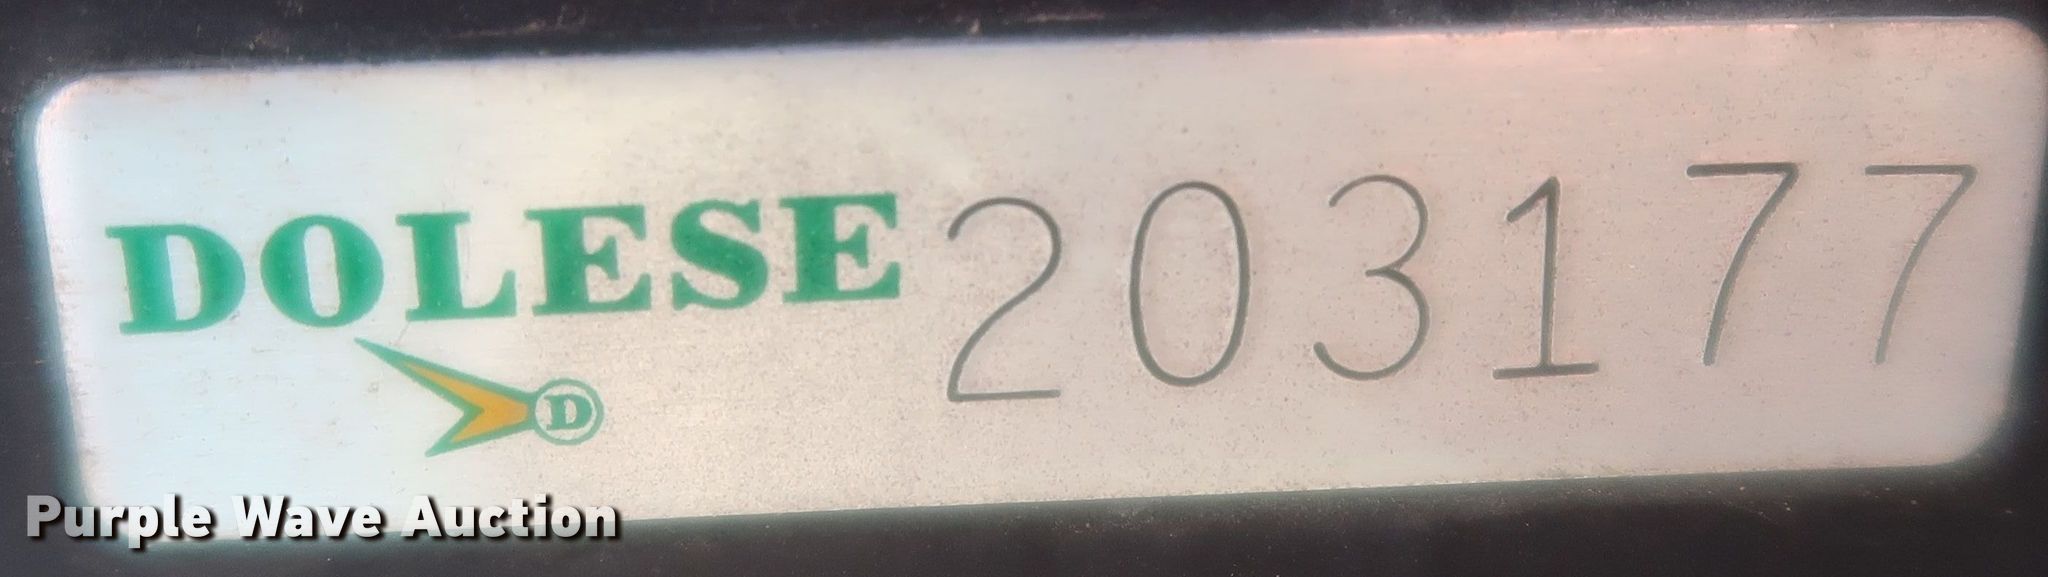 DOLESE 203177
D
Purple Wave Auction